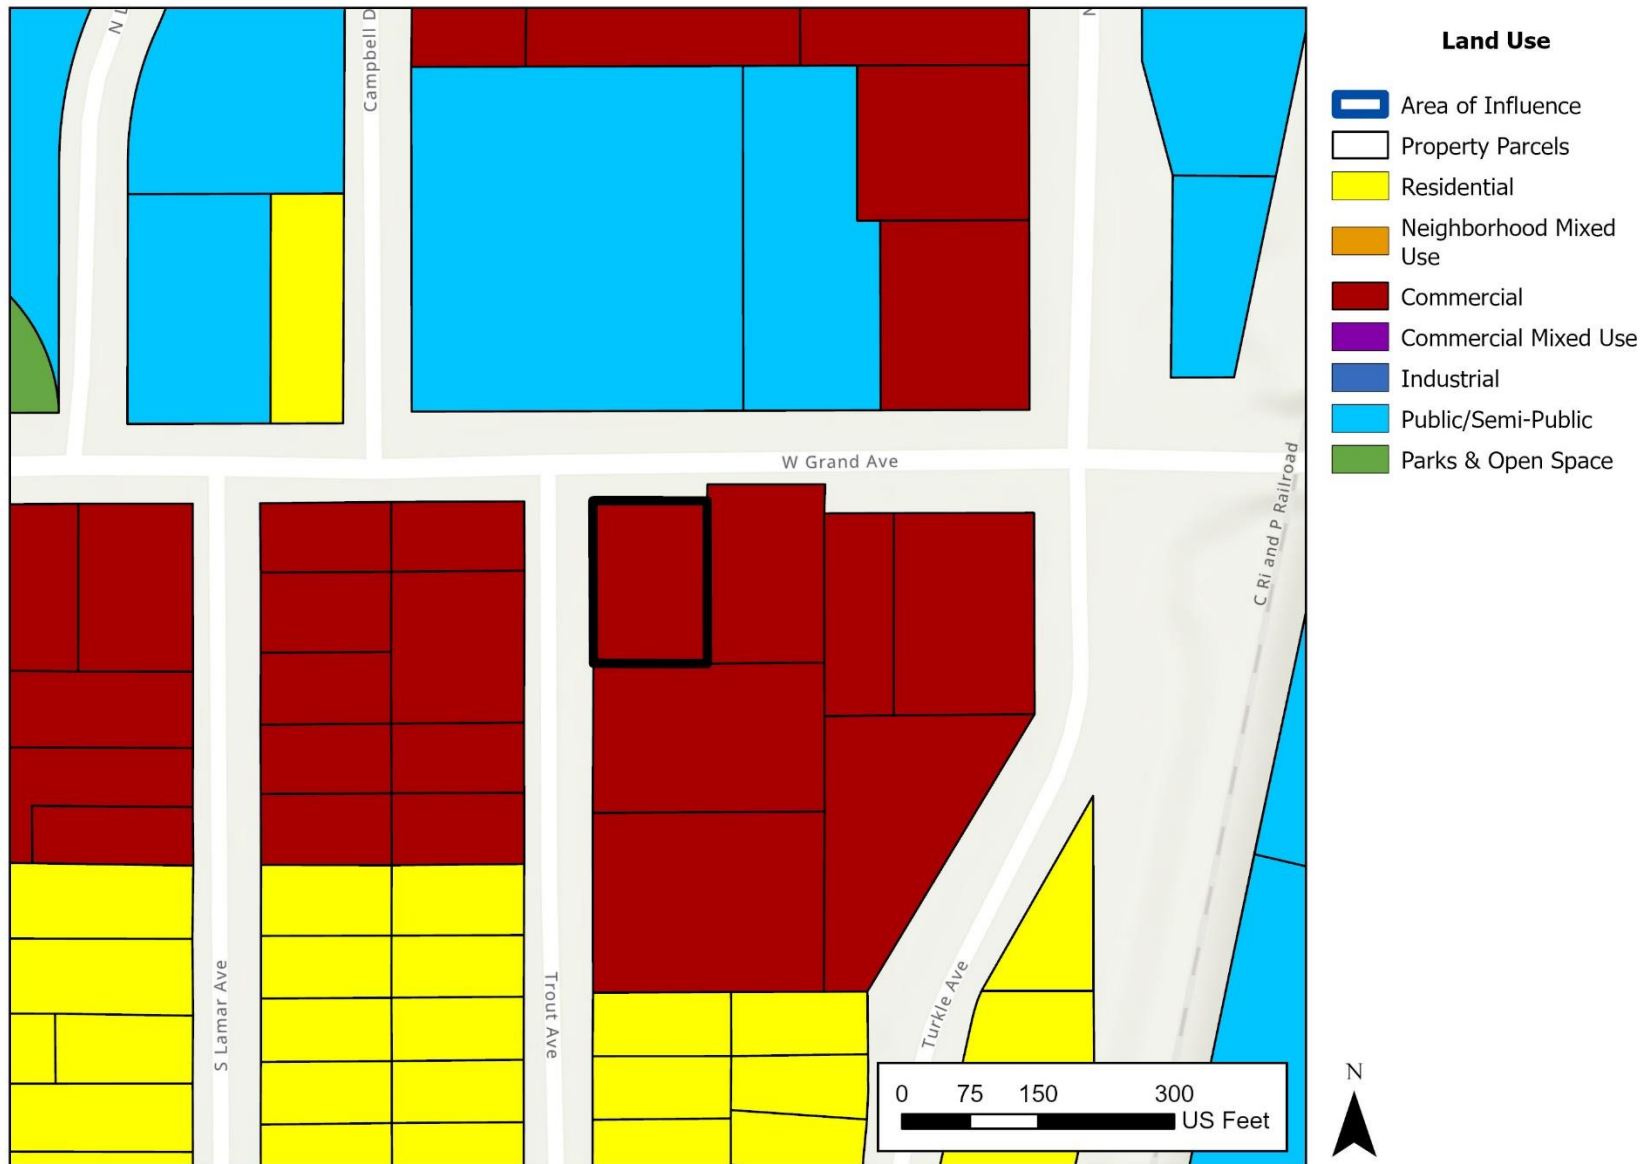 N L
Campbell D
N
W Grand Ave
C Ri and P Railroad
S Lamar Ave
Trout Ave
Turkle Ave
0 75 150 300
US Feet
Land Use
Area of Influence
Property Parcels
Residential
Neighborhood Mixed
Use
Commercial
Commercial Mixed Use
Industrial
Public/Semi-Public
Parks & Open Space
N